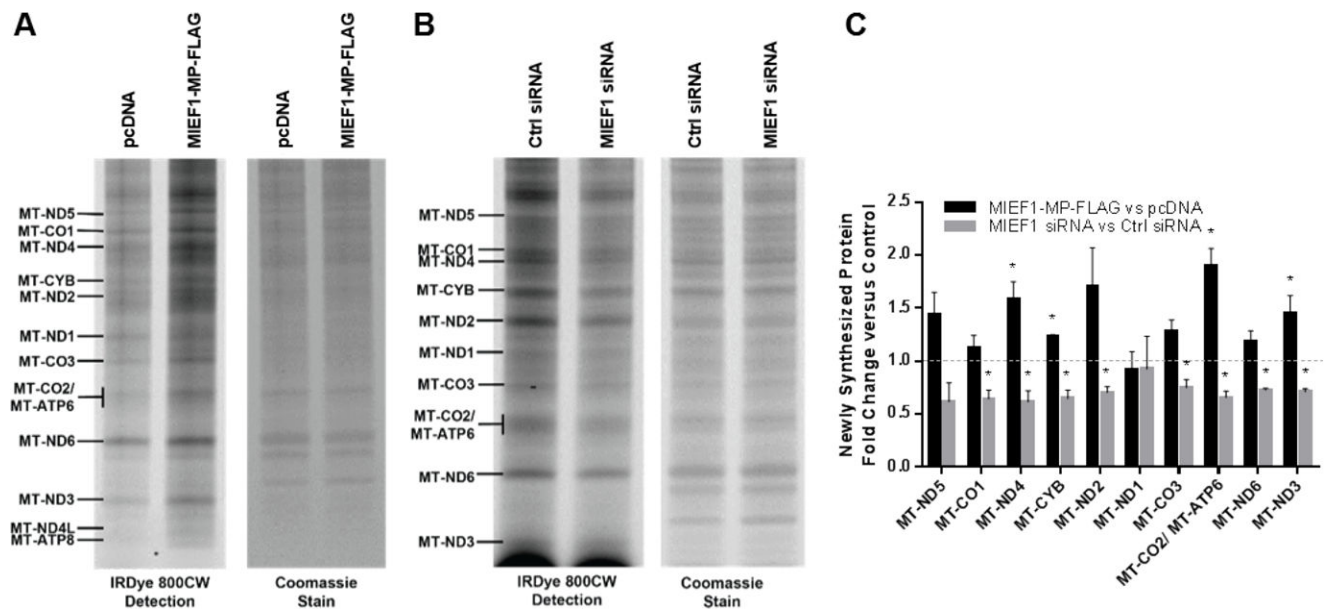 A
pcDNA
MIEF1-MP-FLAG
pcDNA
MIEF1-MP-FLAG
MT-ND5
MT-CO1
MT-ND4
MT-CYB
MT-ND2
MT-ND1
MT-CO3
MT-CO2/
MT-ATP6
MT-ND6
MT-ND3
MT-ND4L
MT-ATP8
IRDye 800CW
Detection
Coomassie
Stain
B
Ctrl siRNA
MIEF1 siRNA
Ctrl siRNA
MIEF1 siRNA
MT-ND5
MT-CO1
MT-ND4
MT-CYB
MT-ND2
MT-ND1
MT-CO3
MT-CO2/
MT-ATP6
MT-ND6
MT-ND3
IRDye 800CW
Detection
Coomassie
Stain
C
Newly Synthesized Protein
Fold Change versus Control
2.5
2.0
1.5
1.0
0.5
0.0
MIEF1-MP-FLAG vs pcDNA
MIEF1 siRNA vs Ctrl siRNA
*
*
*
*
*
*
*
*
*
*
*
*
MT-ND5
MT-CO1
MT-ND4
MT-CYB
MT-ND2
MT-ND1
MT-CO3
MT-CO2/ MT-ATP6
MT-ND6
MT-ND3